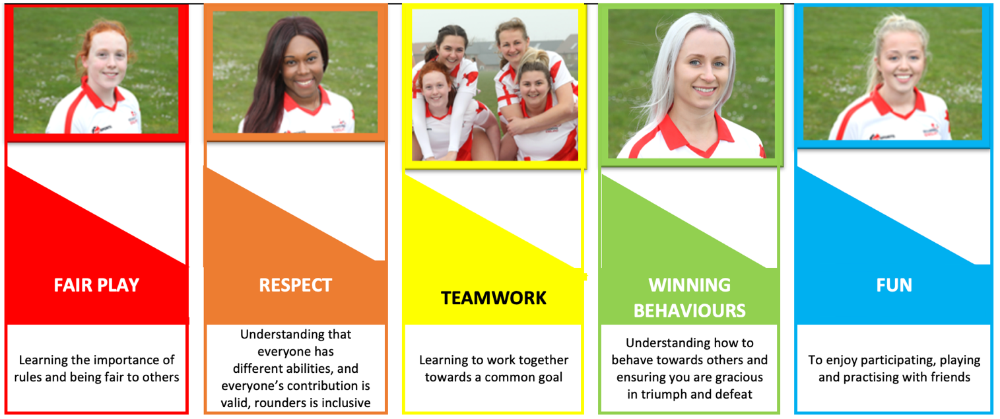 FAIR PLAY
Learning the importance of
rules and being fair to others
RESPECT
Understanding that
everyone has
different abilities, and
everyone's contribution is
valid, rounders is inclusive
TEAMWORK
Learning to work together
towards a common goal
WINNING
BEHAVIOURS
Understanding how to
behave towards others and
ensuring you are gracious
in triumph and defeat
FUN
To enjoy participating, playing
and practising with friends